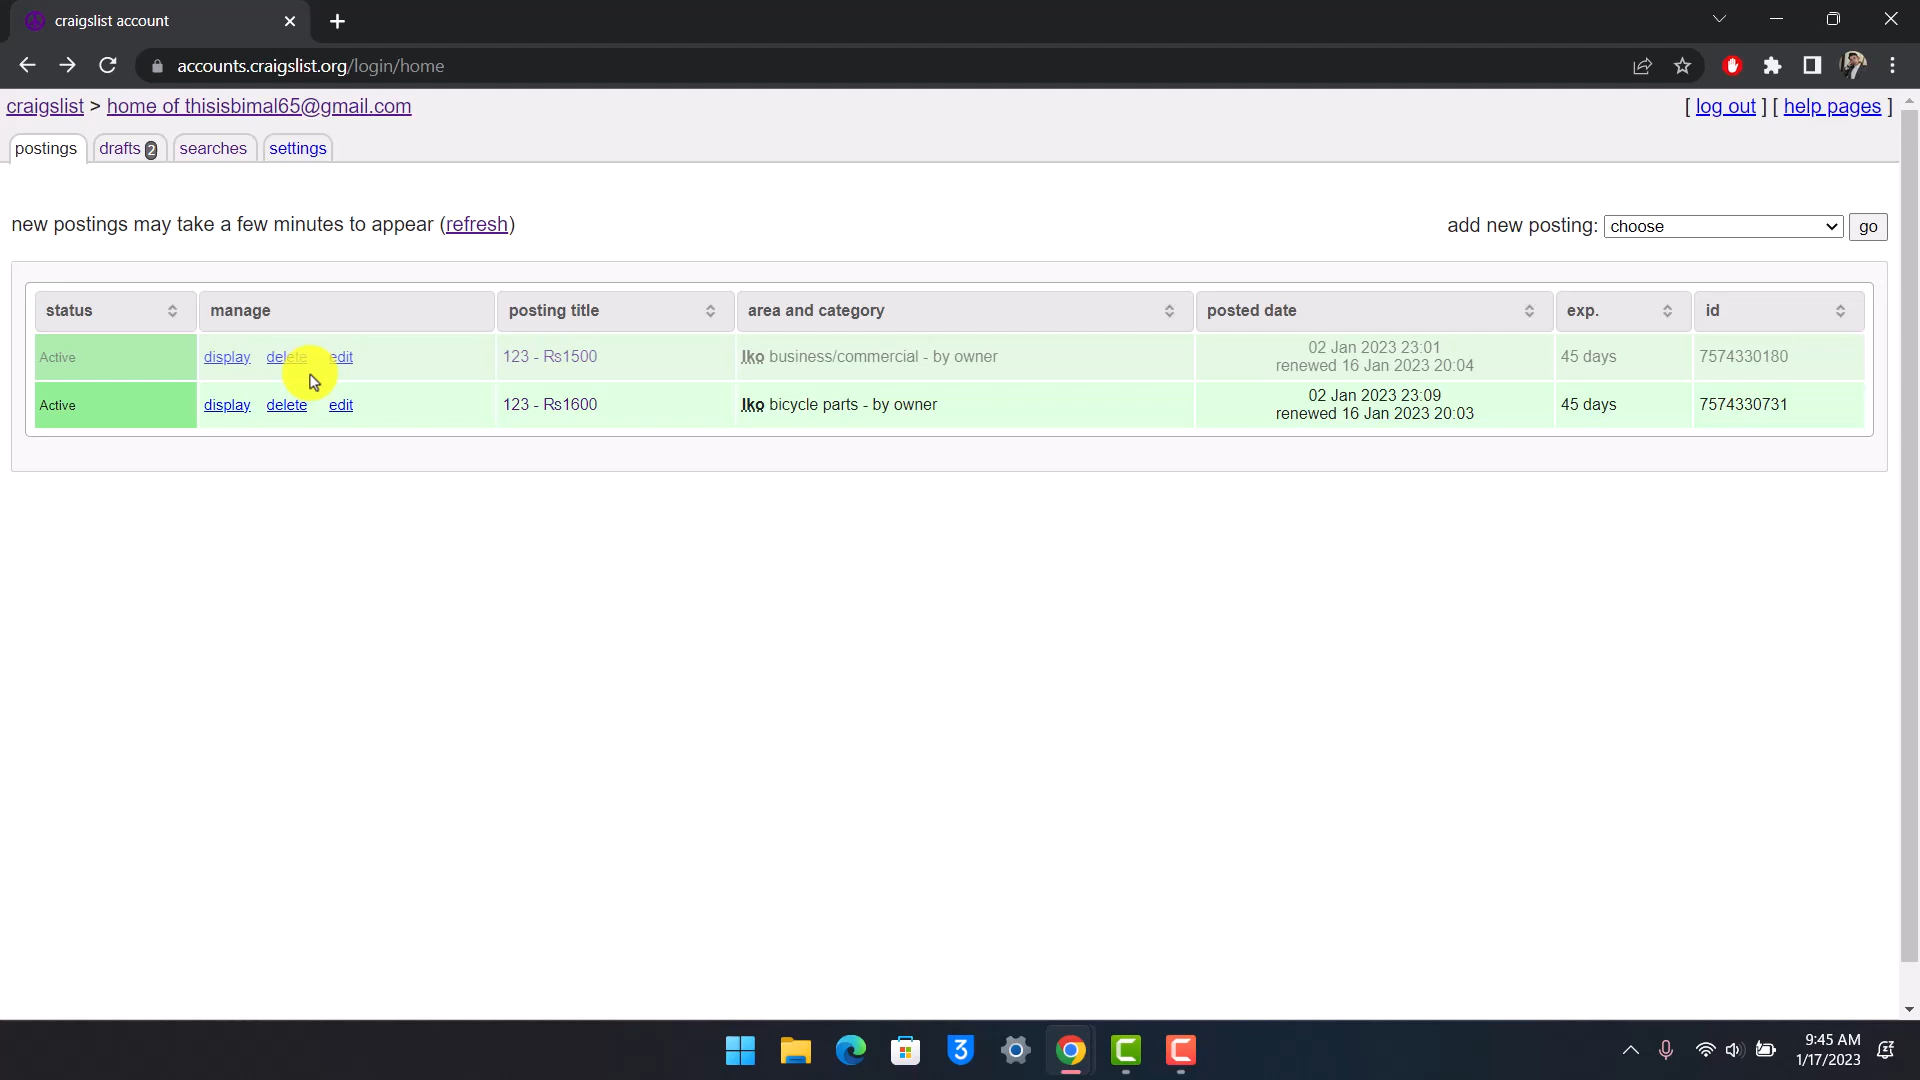 craigslist account
accounts.craigslist.org/login/home
craigslist > home of thisisbimal65@gmail.com [ log out ] [ help pages ]
postings drafts 2 searches settings
new postings may take a few minutes to appear (refresh) add new posting: choose go
status manage posting title area and category posted date exp. id
Active display delete edit 123 - Rs1500 lko business/commercial - by owner 02 Jan 2023 23:01 45 days 7574330180
renewed 16 Jan 2023 20:04
Active display delete edit 123 - Rs1600 lko bicycle parts - by owner 02 Jan 2023 23:09 45 days 7574330731
renewed 16 Jan 2023 20:03
3
9:45 AM
1/17/2023